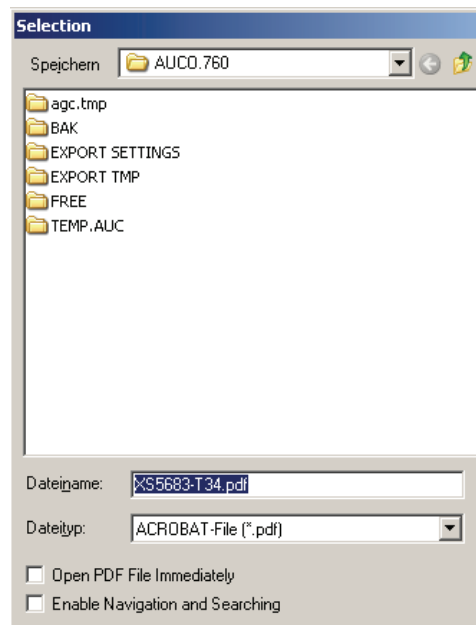 Selection
Speichern AUCO.760
agc.tmp
BAK
EXPORT SETTINGS
EXPORT TMP
FREE
TEMP.AUC
Dateiname: XS5683-T34.pdf
Dateityp: ACROBAT-File (*.pdf)
Open PDF File Immediately
Enable Navigation and Searching